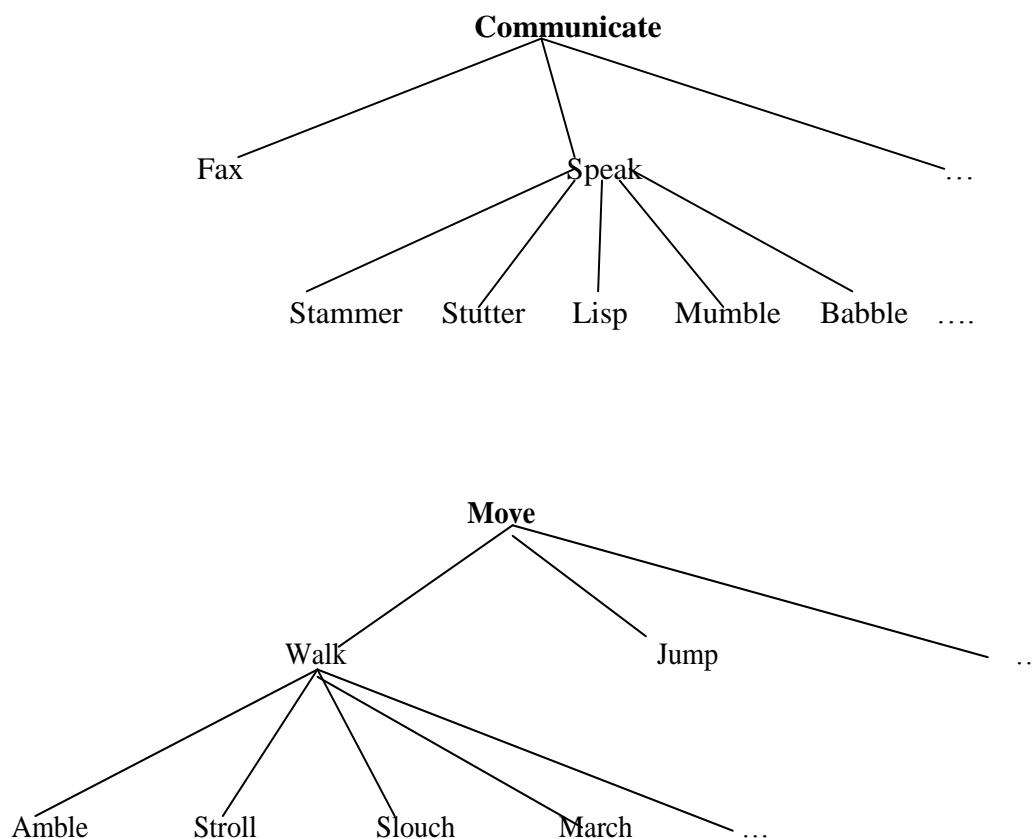 Communicate
Fax Speak …
Stammer Stutter Lisp Mumble Babble ….
Move
Walk Jump …
Amble Stroll Slouch March …